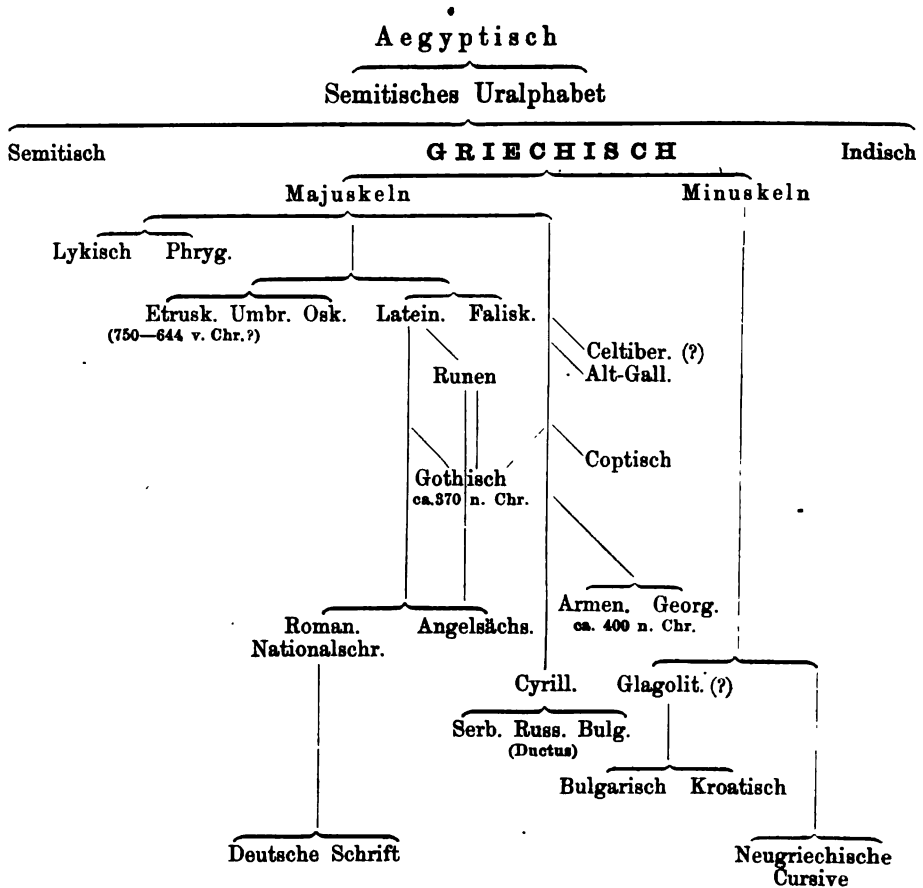 Aegyptisch
Semitisches Uralphabet
Semitisch GRIECHISCH Indisch
Majuskeln Minuskeln
Lykisch Phryg.
Etrusk. Umbr. Osk. Latein. Falisk.
(750—644 v. Chr.?)
Celtiber. (?)
Alt-Gall.
Runen
Coptisch
Gothisch
ca. 370 n. Chr.
Armen. Georg.
ca. 400 n. Chr.
Roman. Angelsächs.
Nationalschr.
Cyrill. Glagolit. (?)
Serb. Russ. Bulg.
(Ductus)
Bulgarisch Kroatisch
Deutsche Schrift Neugriechische
Cursive